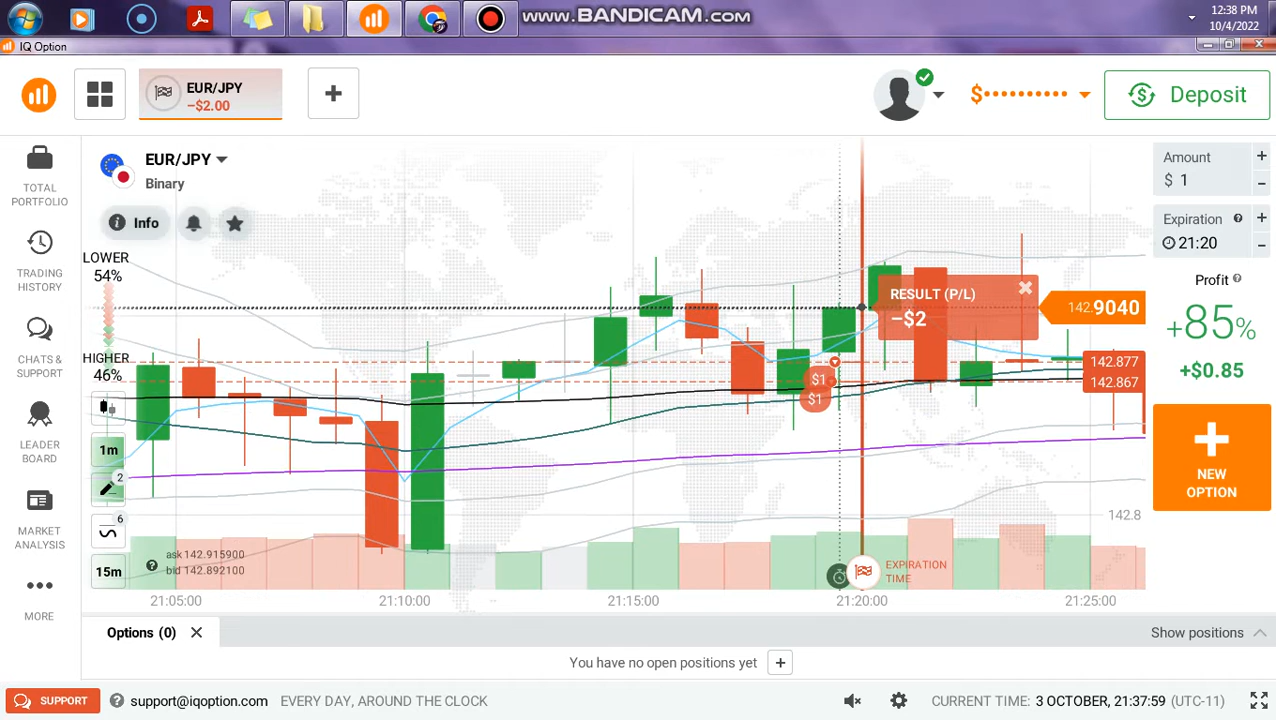 www.BANDICAM.com
12:38 PM
10/4/2022
IQ Option
EUR/JPY
−$2.00
$••••••••••
Deposit
TOTAL
PORTFOLIO
TRADING
HISTORY
CHATS &
SUPPORT
LEADER
BOARD
MARKET
ANALYSIS
MORE
EUR/JPY
Binary
Info
LOWER
54%
HIGHER
46%
1m
2
6
15m
ask 142.915900
bid 142.892100
$1
$1
RESULT (P/L)
−$2
142.9040
142.877
142.867
142.8
EXPIRATION
TIME
21:05:00
21:10:00
21:15:00
21:20:00
21:25:00
Amount
$ 1
Expiration
21:20
Profit
+85%
+$0.85
NEW
OPTION
Options (0)
Show positions
You have no open positions yet
SUPPORT
support@iqoption.com
EVERY DAY, AROUND THE CLOCK
CURRENT TIME: 3 OCTOBER, 21:37:59 (UTC-11)